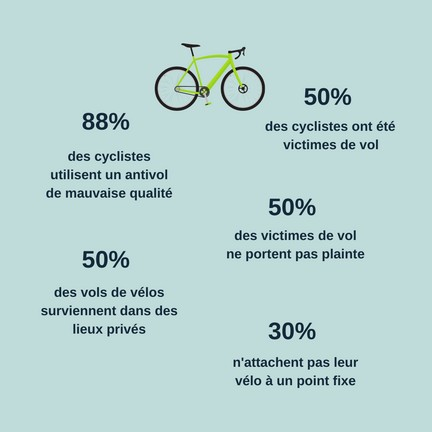 50%
des cyclistes ont été
victimes de vol
88%
des cyclistes
utilisent un antivol
de mauvaise qualité
50%
des victimes de vol
ne portent pas plainte
50%
des vols de vélos
surviennent dans des
lieux privés
30%
n'attachent pas leur
vélo à un point fixe